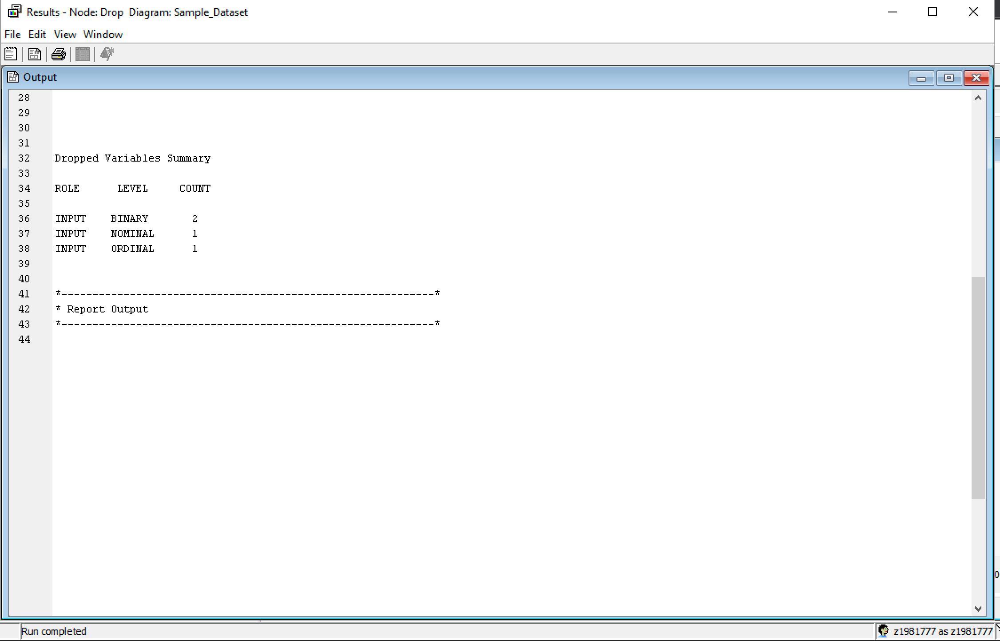 Results - Node: Drop  Diagram: Sample_Dataset
File Edit View Window
Output
28
29
30
31
32 Dropped Variables Summary
33
34 ROLE LEVEL COUNT
35
36 INPUT BINARY 2
37 INPUT NOMINAL 1
38 INPUT ORDINAL 1
39
40
41 *------------------------------------------------------------*
42 * Report Output
43 *------------------------------------------------------------*
44
Run completed
z1981777 as z1981777